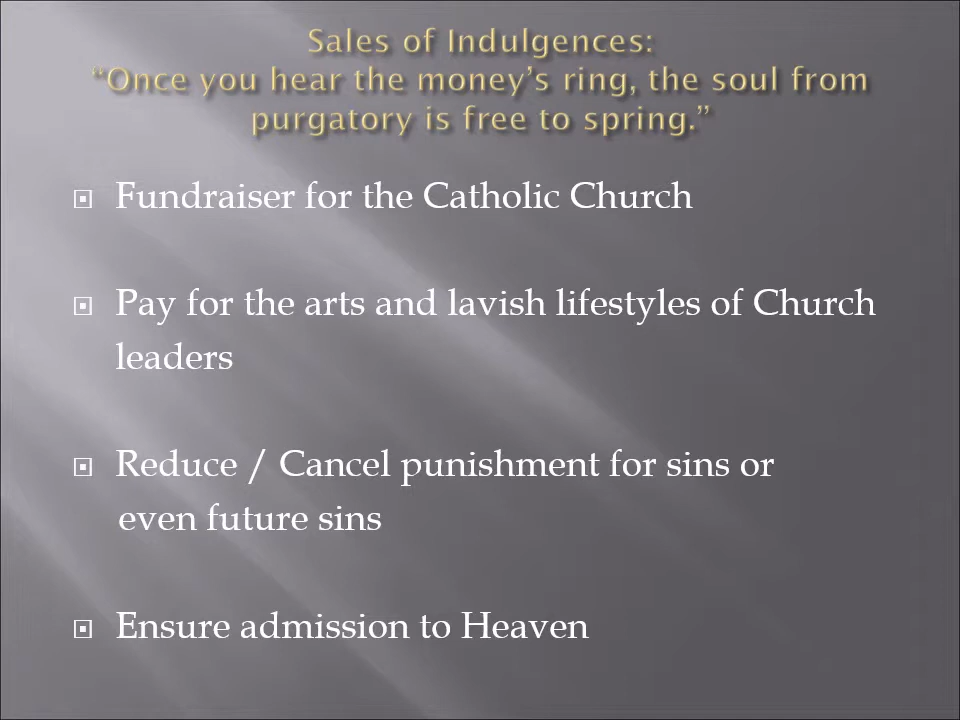 Sales of Indulgences:
“Once you hear the money’s ring, the soul from
purgatory is free to spring.”
Fundraiser for the Catholic Church
Pay for the arts and lavish lifestyles of Church
leaders
Reduce / Cancel punishment for sins or
even future sins
Ensure admission to Heaven